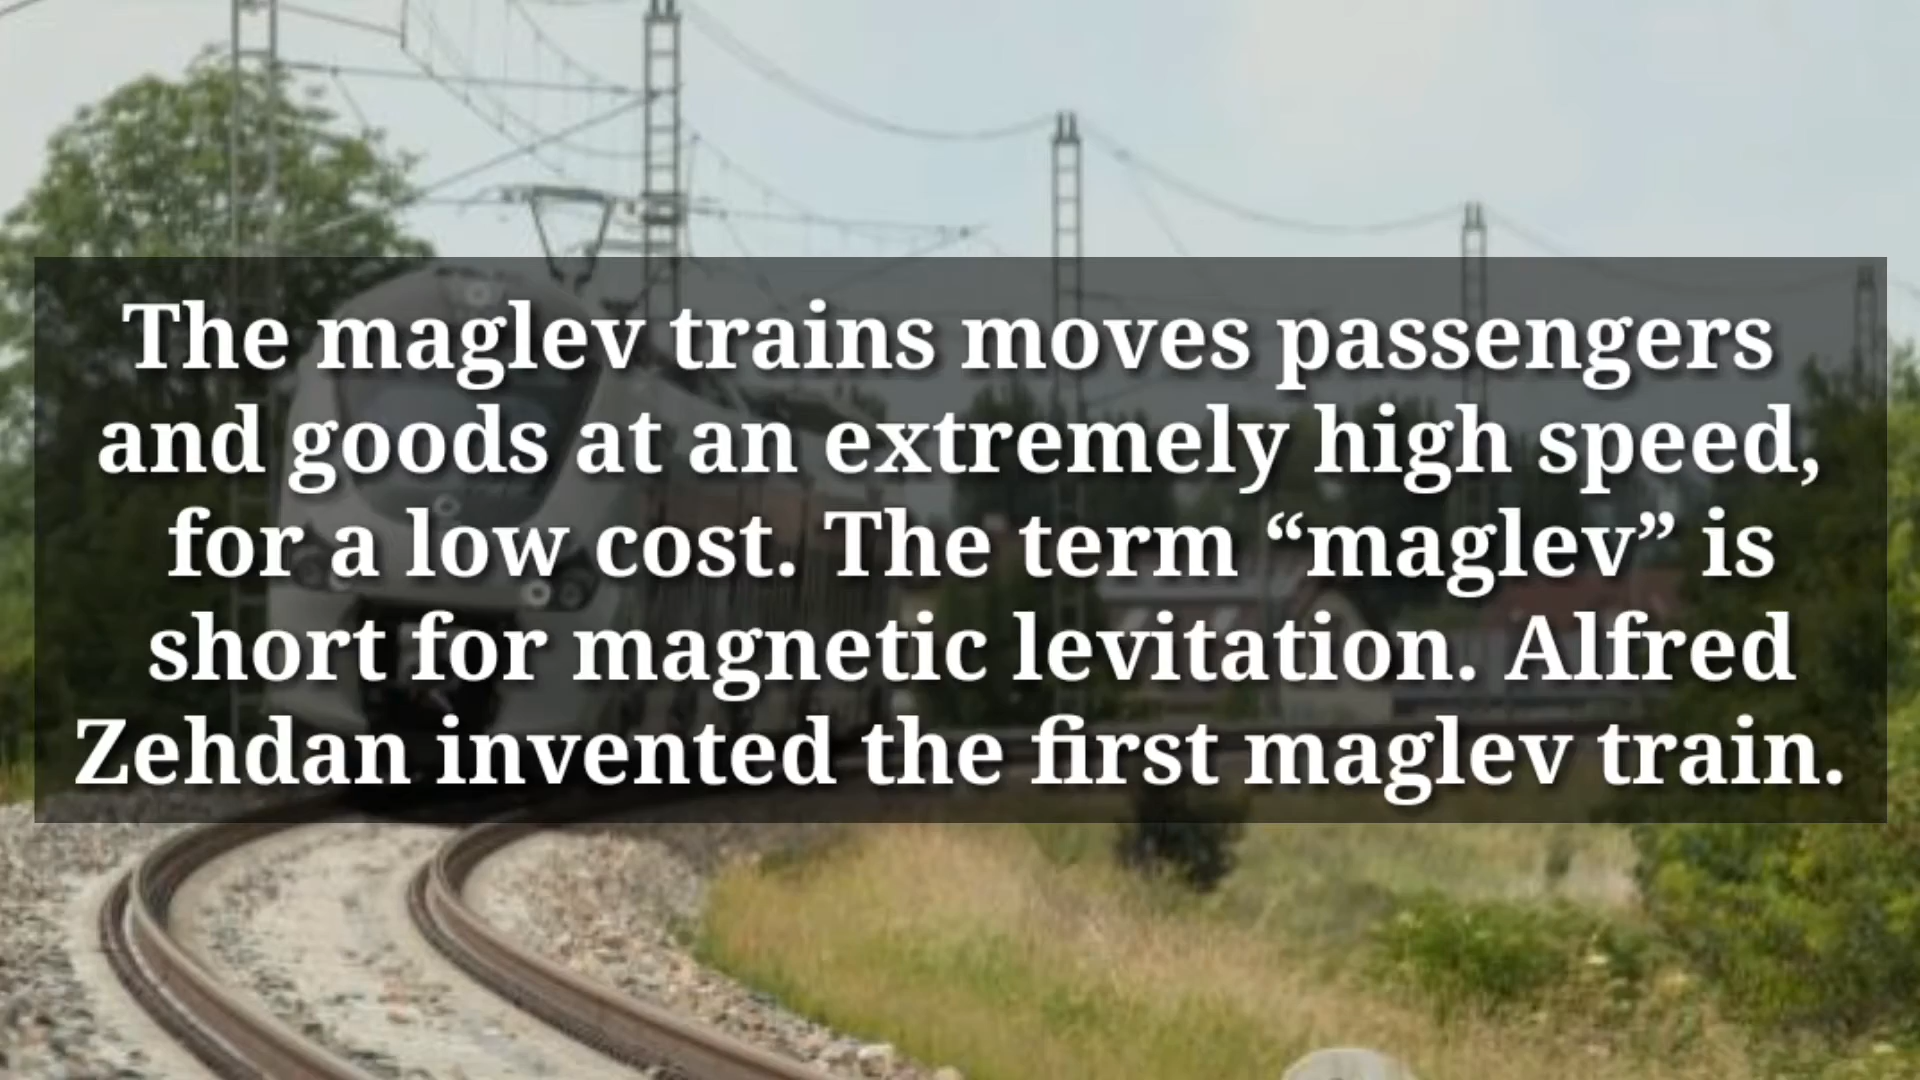 The maglev trains moves passengers
and goods at an extremely high speed,
for a low cost. The term “maglev” is
short for magnetic levitation. Alfred
Zehdan invented the first maglev train.